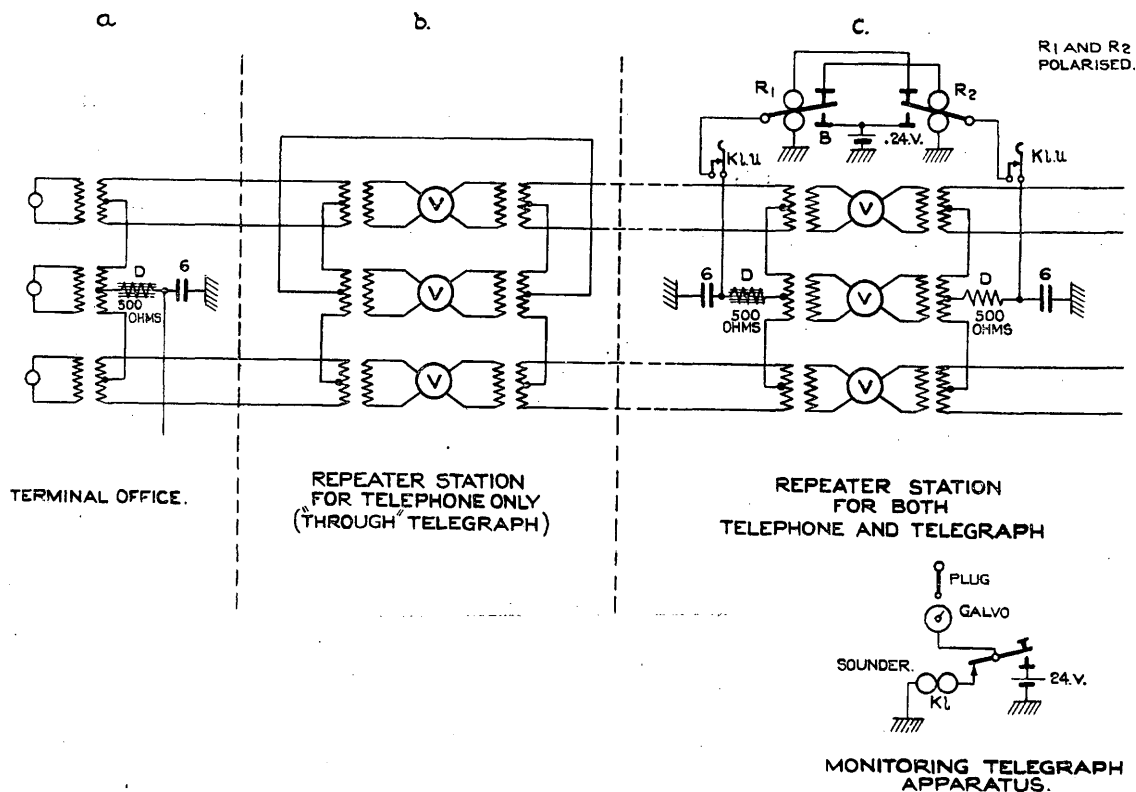 a
b.
c.
R1 AND R2
POLARISED.
R1
R2
B
.24.V.
Kl.U
Kl.U
V
V
D
6
500
OHMS
6
D
500
OHMS
V
V
D
6
500
OHMS
V
V
TERMINAL OFFICE.
REPEATER STATION
FOR TELEPHONE ONLY
("THROUGH" TELEGRAPH)
REPEATER STATION
FOR BOTH
TELEPHONE AND TELEGRAPH
PLUG
GALVO
SOUNDER.
Kl
24.V.
MONITORING TELEGRAPH
APPARATUS.